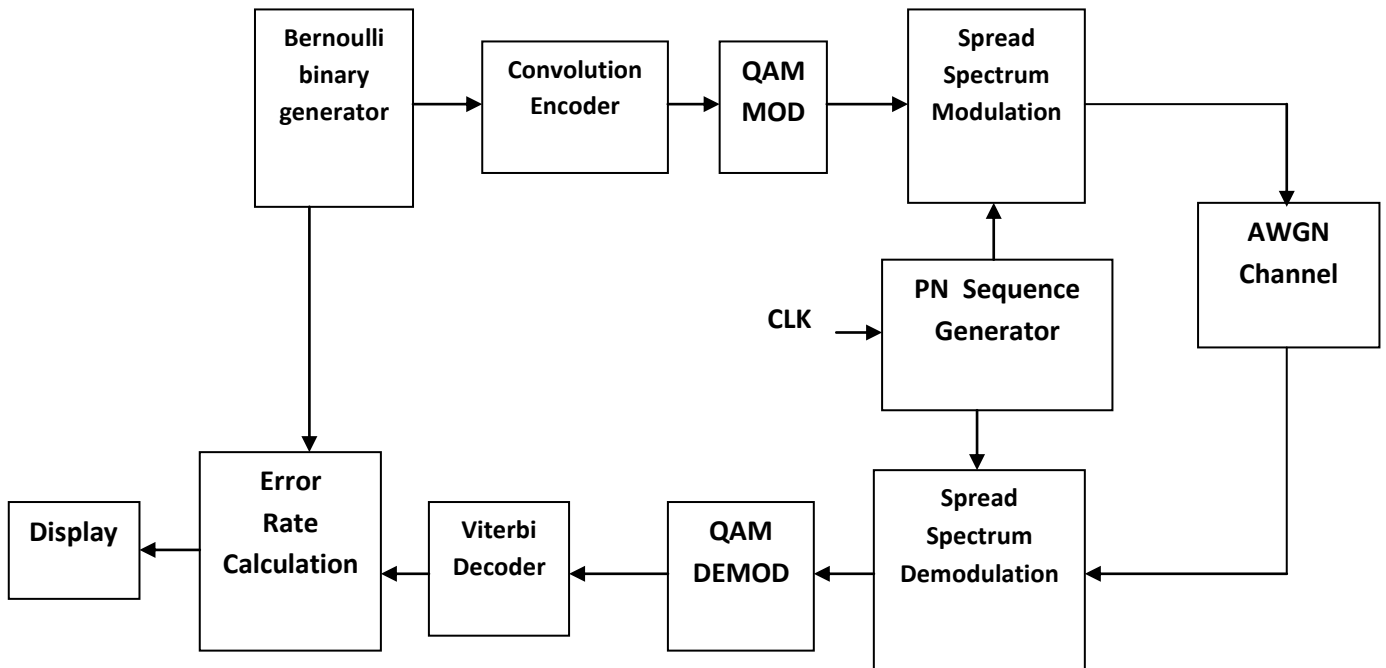 Bernoulli
binary
generator
Convolution
Encoder
QAM
MOD
Spread
Spectrum
Modulation
AWGN
Channel
PN Sequence
Generator
CLK
Display
Error
Rate
Calculation
Viterbi
Decoder
QAM
DEMOD
Spread
Spectrum
Demodulation